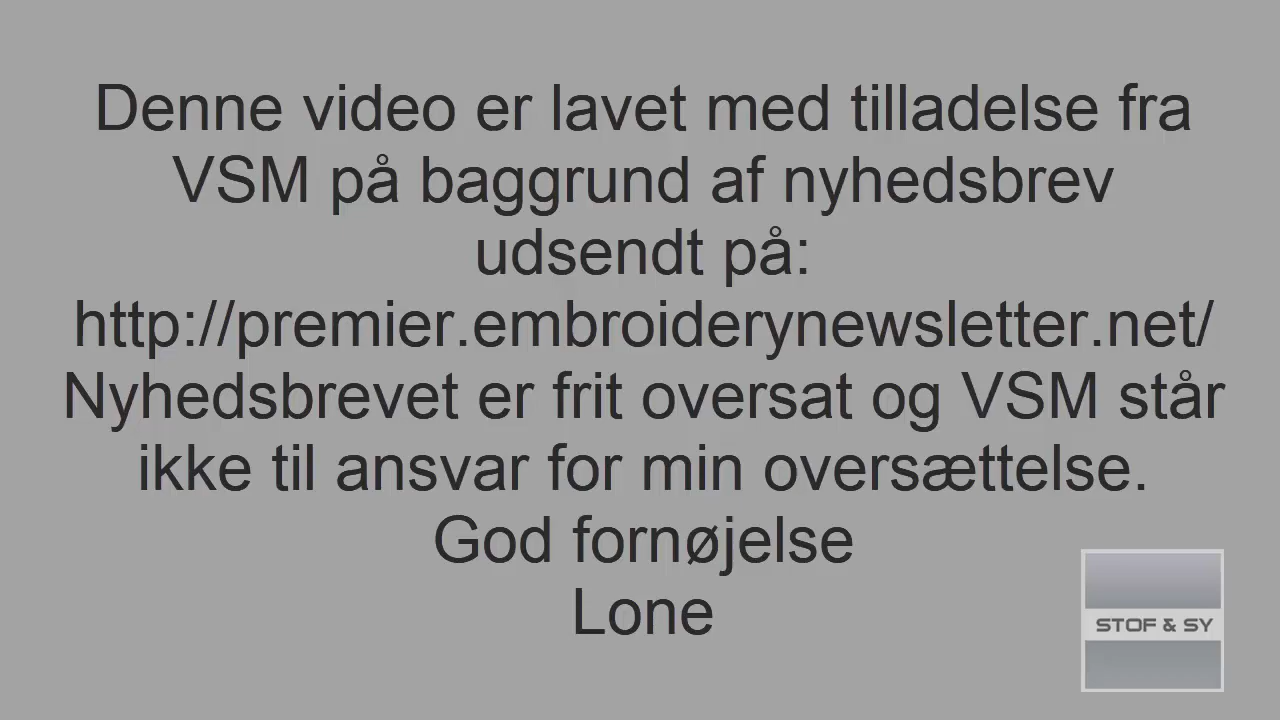 Denne video er lavet med tilladelse fra
VSM på baggrund af nyhedsbrev
udsendt på:
http://premier.embroiderynewsletter.net/
Nyhedsbrevet er frit oversat og VSM står
ikke til ansvar for min oversættelse.
God fornøjelse
Lone
STOF & SY